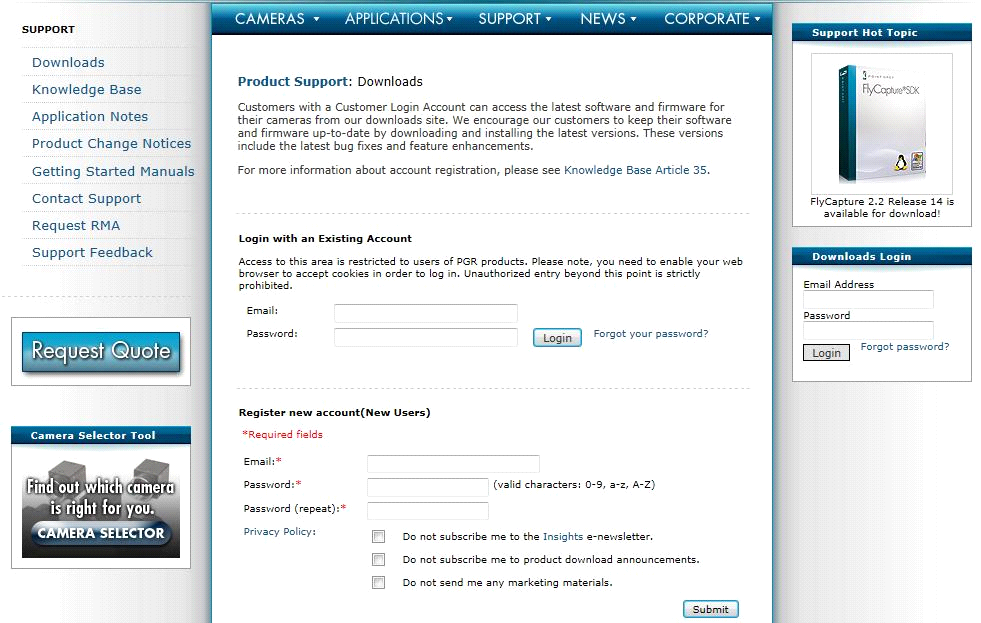 SUPPORT
Downloads
Knowledge Base
Application Notes
Product Change Notices
Getting Started Manuals
Contact Support
Request RMA
Support Feedback
Request Quote
Camera Selector Tool
Find out which camera
is right for you.
CAMERA SELECTOR
CAMERAS APPLICATIONS SUPPORT NEWS CORPORATE
Product Support: Downloads
Customers with a Customer Login Account can access the latest software and firmware for
their cameras from our downloads site. We encourage our customers to keep their software
and firmware up-to-date by downloading and installing the latest versions. These versions
include the latest bug fixes and feature enhancements.
For more information about account registration, please see Knowledge Base Article 35.
Login with an Existing Account
Access to this area is restricted to users of PGR products. Please note, you need to enable your web
browser to accept cookies in order to log in. Unauthorized entry beyond this point is strictly
prohibited.
Email:
Password: Login Forgot your password?
Register new account(New Users)
*Required fields
Email:*
Password:* (valid characters: 0-9, a-z, A-Z)
Password (repeat):*
Privacy Policy: Do not subscribe me to the Insights e-newsletter.
Do not subscribe me to product download announcements.
Do not send me any marketing materials.
Submit
Support Hot Topic
POINT GREY
FlyCapture®SDK
FlyCapture 2.2 Release 14 is
available for download!
Downloads Login
Email Address
Password
Login Forgot password?